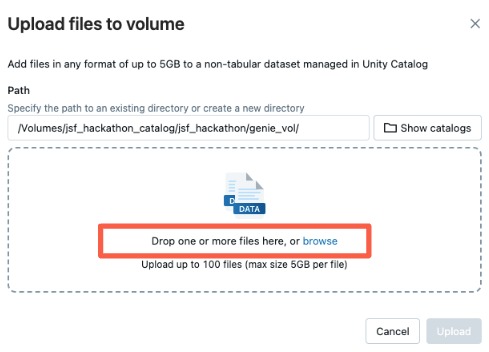 Upload files to volume
Add files in any format of up to 5GB to a non-tabular dataset managed in Unity Catalog
Path
Specify the path to an existing directory or create a new directory
/Volumes/jsf_hackathon_catalog/jsf_hackathon/genie_vol/
Show catalogs
D
DATA
Drop one or more files here, or browse
Upload up to 100 files (max size 5GB per file)
Cancel
Upload